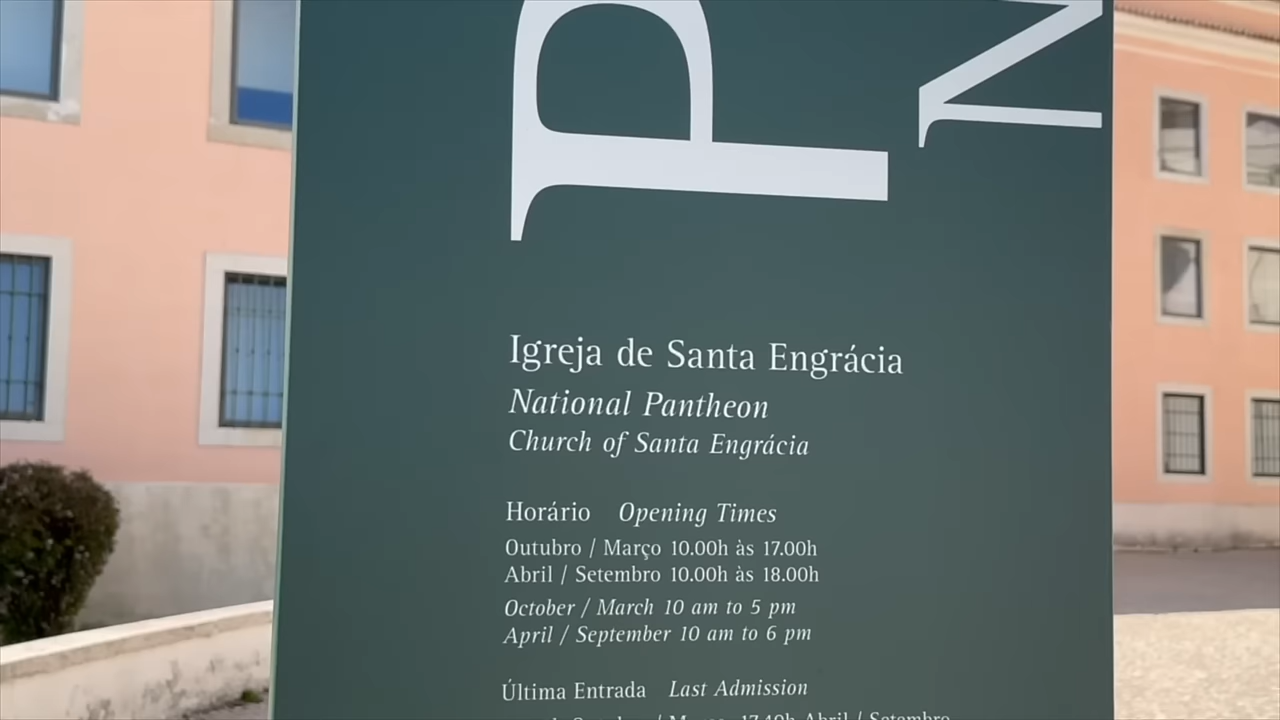 P
N
Igreja de Santa Engrácia
National Pantheon
Church of Santa Engrácia
Horário Opening Times
Outubro / Março 10.00h às 17.00h
Abril / Setembro 10.00h às 18.00h
October / March 10 am to 5 pm
April / September 10 am to 6 pm
Última Entrada Last Admission